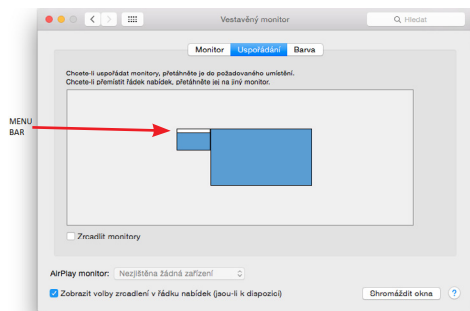 Vestavěný monitor
Hledat
Monitor Uspořádání Barva
Chcete-li uspořádat monitory, přetáhněte je do požadovaného umístění.
Chcete-li přemístit řádek nabídek, přetáhněte jej na jiný monitor.
MENU
BAR
Zrcadlit monitory
AirPlay monitor: Nezjištěna žádná zařízení
Zobrazit volby zrcadlení v řádku nabídek (jsou-li k dispozici)
Shromáždit okna
?